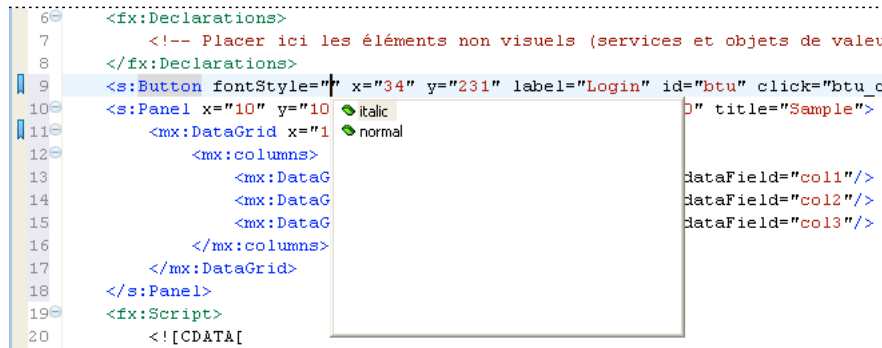 6 <fx:Declarations>
7 <!-- Placer ici les éléments non visuels (services et objets de valeu
8 </fx:Declarations>
9 <s:Button fontStyle="" x="34" y="231" label="Login" id="btu" click="btu_c
10 <s:Panel x="10" y="10 0" title="Sample">
italic
11 <mx:DataGrid x="1
normal
12 <mx:columns>
13 <mx:DataG dataField="col1"/>
14 <mx:DataG dataField="col2"/>
15 <mx:DataG dataField="col3"/>
16 </mx:columns>
17 </mx:DataGrid>
18 </s:Panel>
19 <fx:Script>
20 <![CDATA[